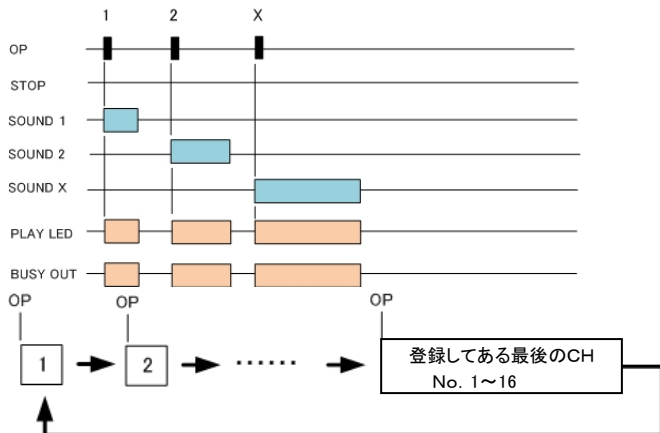 1 2 X
OP
STOP
SOUND 1
SOUND 2
SOUND X
PLAY LED
BUSY OUT
OP OP OP
1 2 ・・・・・・ 登録してある最後のCH
No. 1～16